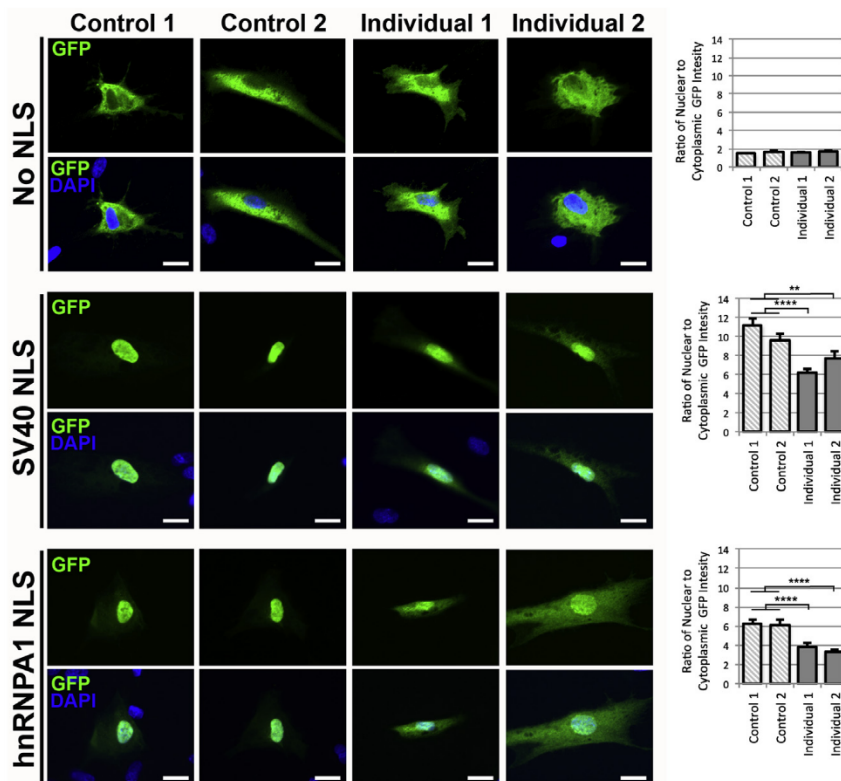 Control 1 Control 2 Individual 1 Individual 2
No NLS
GFP
GFP
DAPI
Ratio of Nuclear to
Cytoplasmic GFP Intesity
14
12
10
8
6
4
2
0
Control 1
Control 2
Individual 1
Individual 2
SV40 NLS
GFP
GFP
DAPI
Ratio of Nuclear to
Cytoplasmic GFP Intesity
14
12
10
8
6
4
2
0
**
****
Control 1
Control 2
Individual 1
Individual 2
hnRNPA1 NLS
GFP
GFP
DAPI
Ratio of Nuclear to
Cytoplasmic GFP Intesity
14
12
10
8
6
4
2
0
****
****
Control 1
Control 2
Individual 1
Individual 2